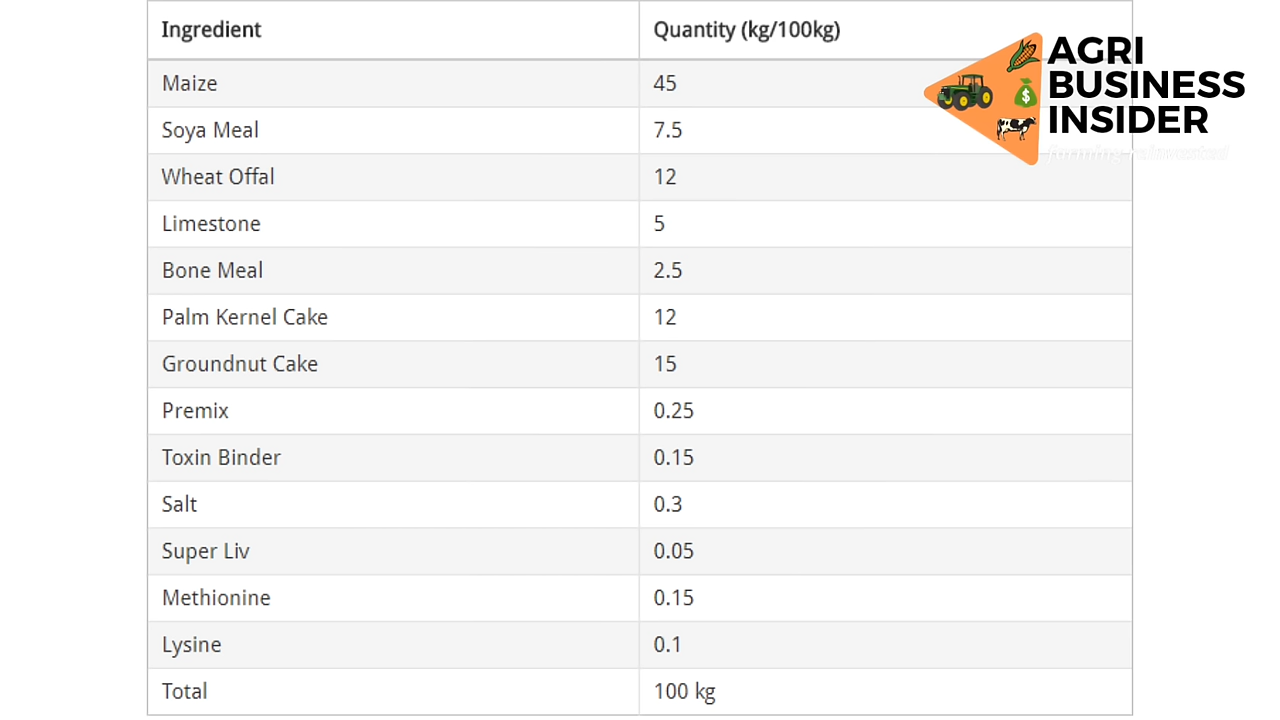 Ingredient Quantity (kg/100kg)
Maize 45
Soya Meal 7.5
Wheat Offal 12
Limestone 5
Bone Meal 2.5
Palm Kernel Cake 12
Groundnut Cake 15
Premix 0.25
Toxin Binder 0.15
Salt 0.3
Super Liv 0.05
Methionine 0.15
Lysine 0.1
Total 100 kg
AGRI
BUSINESS
INSIDER
farming reinvented